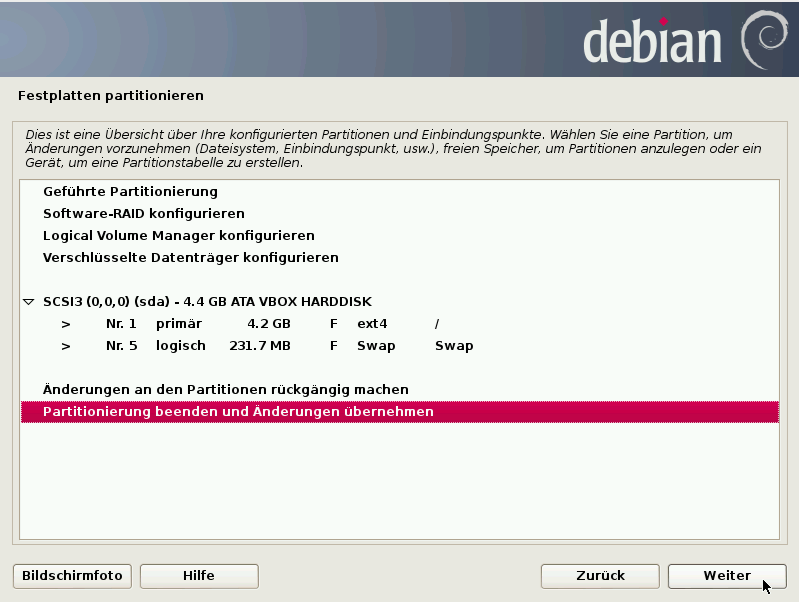 debian
Festplatten partitionieren
Dies ist eine Übersicht über Ihre konfigurierten Partitionen und Einbindungspunkte. Wählen Sie eine Partition, um
Änderungen vorzunehmen (Dateisystem, Einbindungspunkt, usw.), freien Speicher, um Partitionen anzulegen oder ein
Gerät, um eine Partitionstabelle zu erstellen.
Geführte Partitionierung
Software-RAID konfigurieren
Logical Volume Manager konfigurieren
Verschlüsselte Datenträger konfigurieren
SCSI3 (0,0,0) (sda) - 4.4 GB ATA VBOX HARDDISK
> Nr. 1 primär 4.2 GB F ext4 /
> Nr. 5 logisch 231.7 MB F Swap Swap
Änderungen an den Partitionen rückgängig machen
Partitionierung beenden und Änderungen übernehmen
Bildschirmfoto Hilfe Zurück Weiter